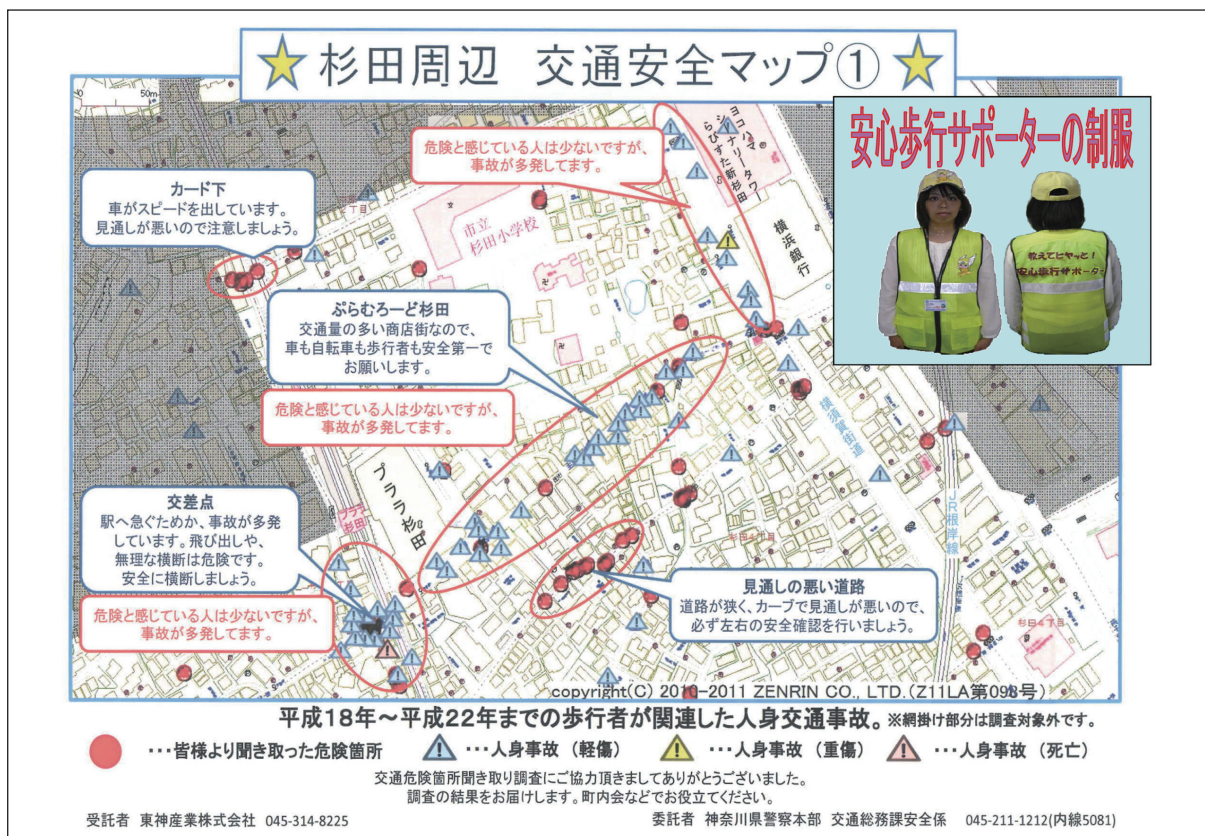 杉田周辺 交通安全マップ①
50m
安心歩行サポーターの制服
教えてヒヤッと!
安心歩行サポーター
危険と感じている人は少ないですが、
事故が多発してます。
ヨコハマ
シーナリータワー
らびすた新杉田
横浜銀行
カード下
車がスピードを出しています。
見通しが悪いので注意しましょう。
市立
杉田小学校
ぷらむろーど杉田
交通量の多い商店街なので、
車も自転車も歩行者も安全第一で
お願いします。
危険と感じている人は少ないですが、
事故が多発してます。
横須賀街道
JR根岸線
プララ杉田
プララ
杉田
交差点
駅へ急ぐためか、事故が多発
しています。飛び出しや、
無理な横断は危険です。
安全に横断しましょう。
危険と感じている人は少ないですが、
事故が多発してます。
杉田4丁目
見通しの悪い道路
道路が狭く、カーブで見通しが悪いので、
必ず左右の安全確認を行いましょう。
杉田4丁目
copyright(C) 2010-2011 ZENRIN CO., LTD.(Z11LA第098号)
平成18年~平成22年までの歩行者が関連した人身交通事故。※網掛け部分は調査対象外です。
…皆様より聞き取った危険箇所 …人身事故(軽傷) …人身事故(重傷) …人身事故(死亡)
交通危険箇所聞き取り調査にご協力頂きましてありがとうございました。
調査の結果をお届けします。町内会などでお役立てください。
受託者 東神産業株式会社 045-314-8225 委託者 神奈川県警察本部 交通総務課安全係 045-211-1212(内線5081)